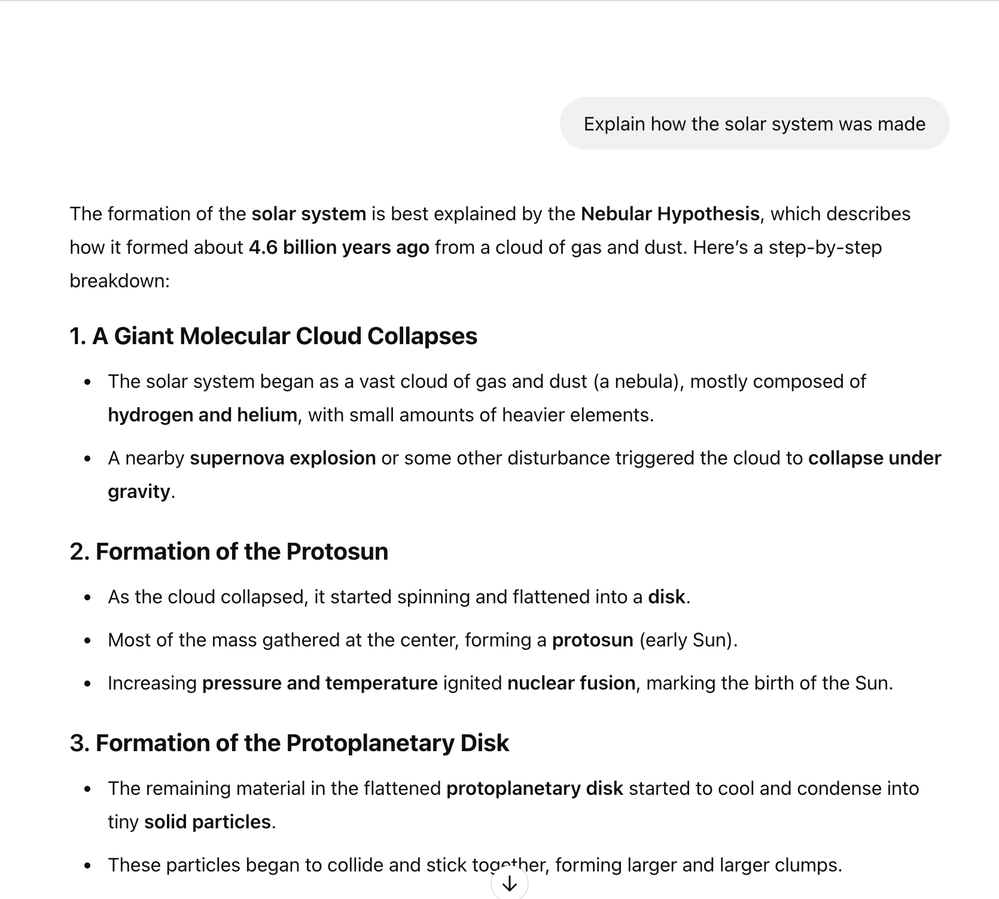 Explain how the solar system was made
The formation of the solar system is best explained by the Nebular Hypothesis, which describes
how it formed about 4.6 billion years ago from a cloud of gas and dust. Here’s a step-by-step
breakdown:
1. A Giant Molecular Cloud Collapses
• The solar system began as a vast cloud of gas and dust (a nebula), mostly composed of
hydrogen and helium, with small amounts of heavier elements.
• A nearby supernova explosion or some other disturbance triggered the cloud to collapse under
gravity.
2. Formation of the Protosun
• As the cloud collapsed, it started spinning and flattened into a disk.
• Most of the mass gathered at the center, forming a protosun (early Sun).
• Increasing pressure and temperature ignited nuclear fusion, marking the birth of the Sun.
3. Formation of the Protoplanetary Disk
• The remaining material in the flattened protoplanetary disk started to cool and condense into
tiny solid particles.
• These particles began to collide and stick together, forming larger and larger clumps.